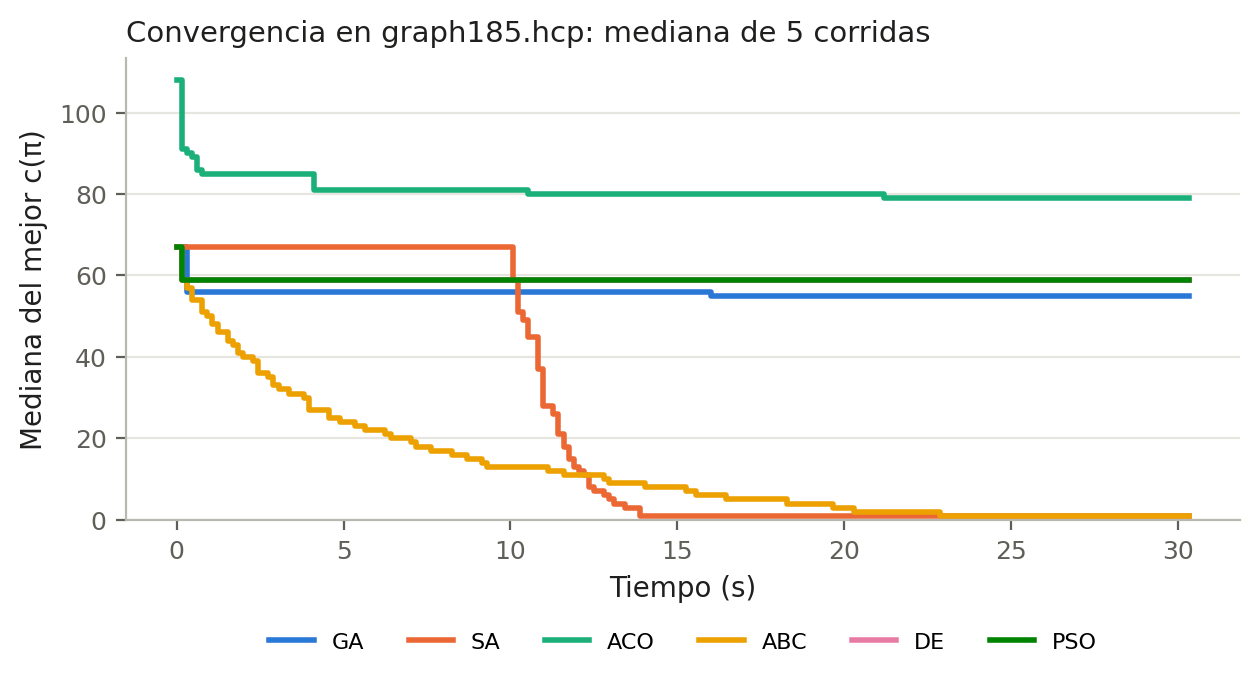 Convergencia en graph185.hcp: mediana de 5 corridas
Mediana del mejor c(π)
100
80
60
40
20
0
0 5 10 15 20 25 30
Tiempo (s)
GA SA ACO ABC DE PSO